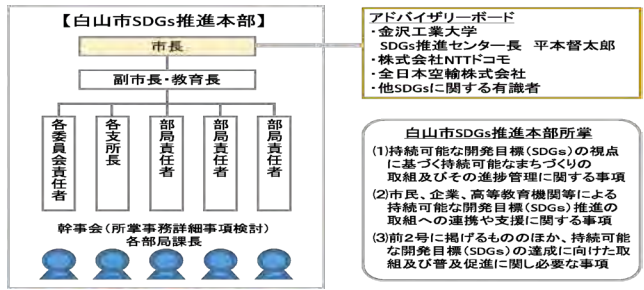 【白山市SDGs推進本部】
市長
副市長・教育長
各委員会責任者
各支所長
部局責任者
部局責任者
部局責任者
幹事会(所掌事務詳細事項検討)
各部局課長
アドバイザリーボード
・金沢工業大学
SDGs推進センター長 平本督太郎
・株式会社NTTドコモ
・全日本空輸株式会社
・他SDGsに関する有識者
白山市SDGs推進本部所掌
(1)持続可能な開発目標(SDGs)の視点
に基づく持続可能なまちづくりの
取組及びその進捗管理に関する事項
(2)市民、企業、高等教育機関等による
持続可能な開発目標(SDGs)推進の
取組への連携や支援に関する事項
(3)前2号に掲げるもののほか、持続可能
な開発目標(SDGs)の達成に向けた取
組及び普及促進に関し必要な事項